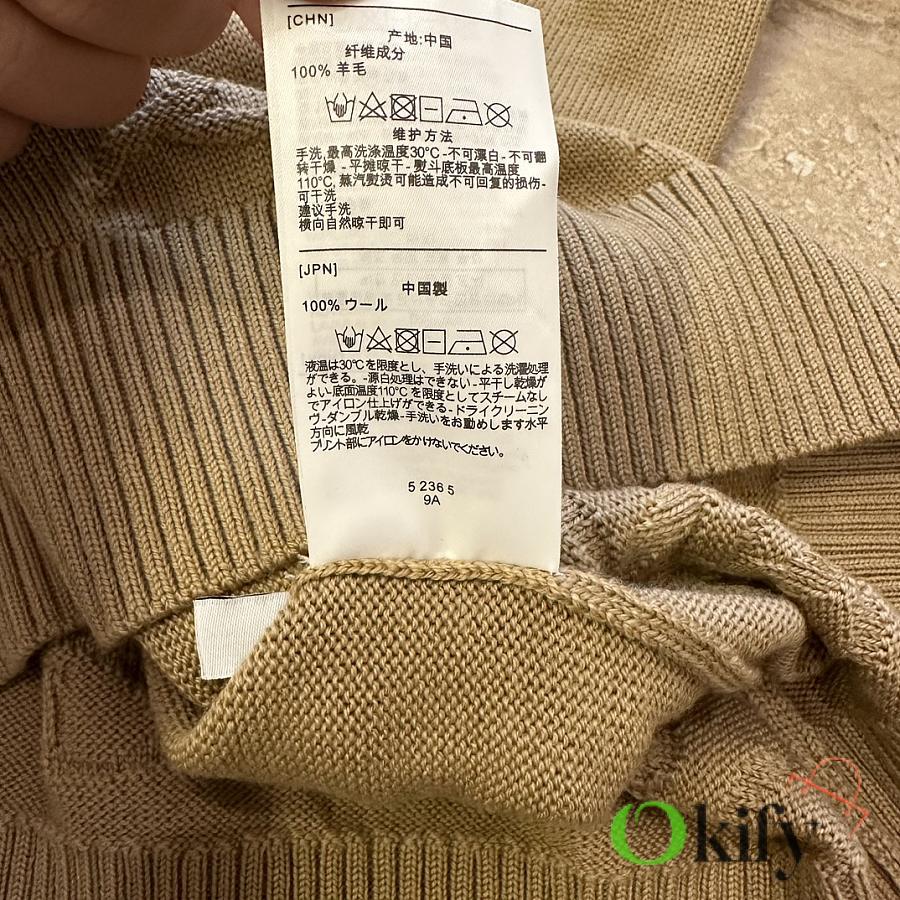 [CHN]
产地:中国
纤维成分
100% 羊毛
维护方法
手洗,最高洗涤温度30°C-不可漂白-不可翻
转干燥 -平摊晾干-熨斗底板最高温度
110°C, 蒸汽熨烫可能造成不可回复的损伤-
可干洗
建议手洗
横向自然晾干即可
[JPN]
中国製
100% ウール
液温は30℃を限度とし、手洗いによる洗濯処理
ができる。-源白処理はできない-平干し乾燥が
よい-底面温度110℃を限度としてスチームなし
でアイロン仕上げができる-ドライクリーニン
ヴ-ダンブル乾燥-手洗いをお勧めします水平
方向に風乾
プリント部にアイロンをかけないでください。
5 236 5
9A
Okify